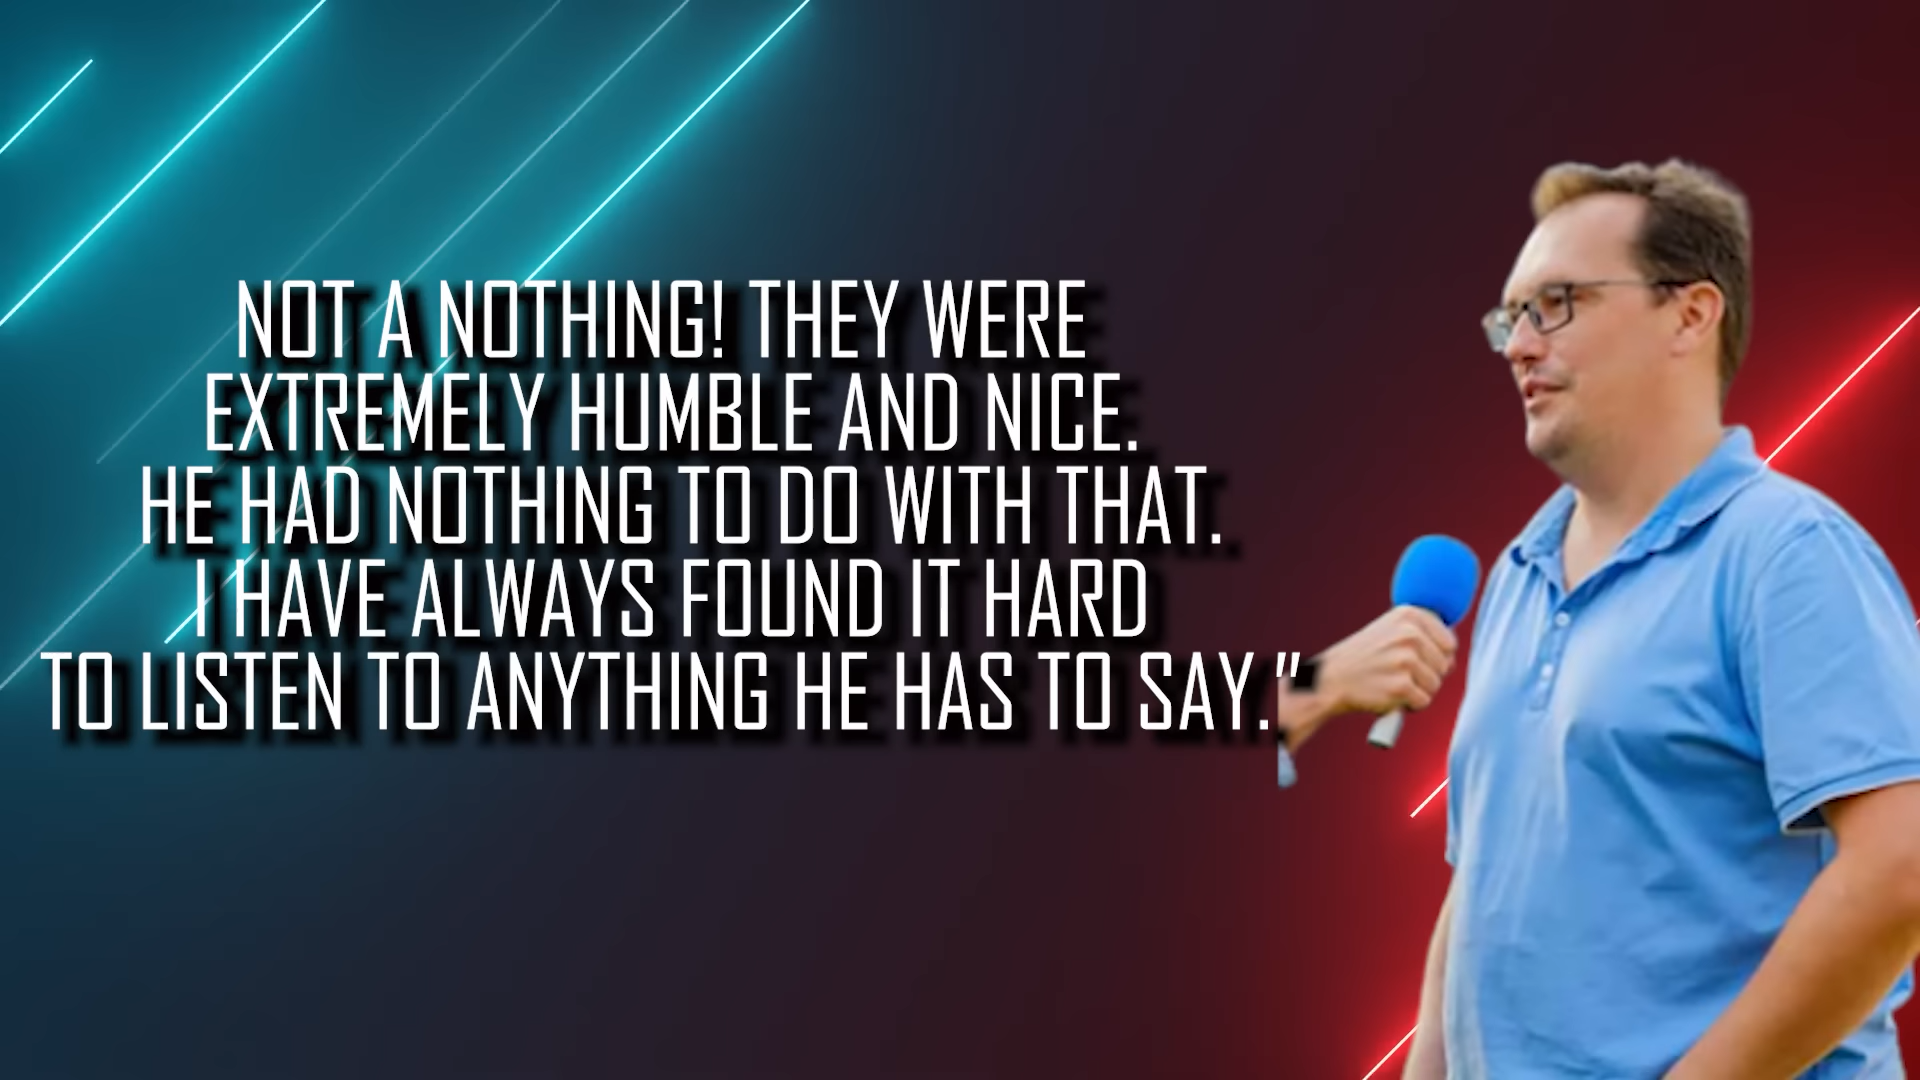 NOT A NOTHING! THEY WERE
EXTREMELY HUMBLE AND NICE.
HE HAD NOTHING TO DO WITH THAT.
I HAVE ALWAYS FOUND IT HARD
TO LISTEN TO ANYTHING HE HAS TO SAY."